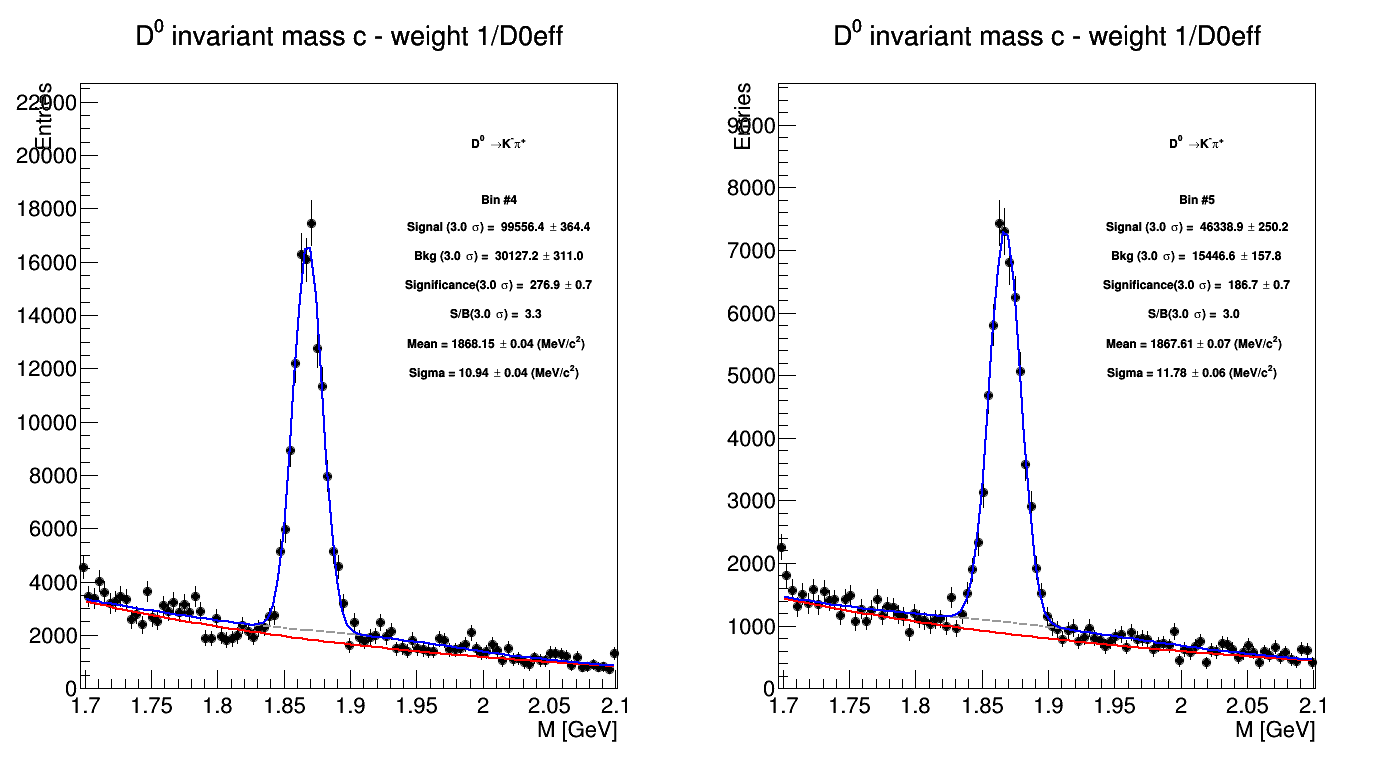 D⁰ invariant mass c - weight 1/D0eff
Entries
22000
20000
18000
16000
14000
12000
10000
8000
6000
4000
2000
0
D⁰ →K⁻π⁺
Bin #4
Signal (3.0 σ) = 99556.4 ± 364.4
Bkg (3.0 σ) = 30127.2 ± 311.0
Significance(3.0 σ) = 276.9 ± 0.7
S/B(3.0 σ) = 3.3
Mean = 1868.15 ± 0.04 (MeV/c²)
Sigma = 10.94 ± 0.04 (MeV/c²)
1.7 1.75 1.8 1.85 1.9 1.95 2 2.05 2.1
M [GeV]
D⁰ invariant mass c - weight 1/D0eff
Entries
9000
8000
7000
6000
5000
4000
3000
2000
1000
0
D⁰ →K⁻π⁺
Bin #5
Signal (3.0 σ) = 46338.9 ± 250.2
Bkg (3.0 σ) = 15446.6 ± 157.8
Significance(3.0 σ) = 186.7 ± 0.7
S/B(3.0 σ) = 3.0
Mean = 1867.61 ± 0.07 (MeV/c²)
Sigma = 11.78 ± 0.06 (MeV/c²)
1.7 1.75 1.8 1.85 1.9 1.95 2 2.05 2.1
M [GeV]